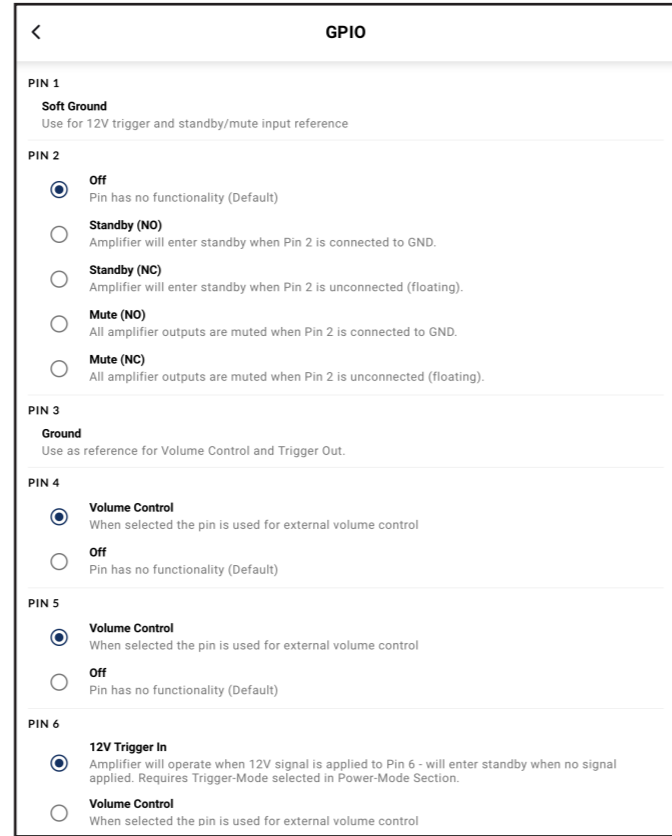 GPIO
PIN 1
Soft Ground
Use for 12V trigger and standby/mute input reference
PIN 2
Off
Pin has no functionality (Default)
Standby (NO)
Amplifier will enter standby when Pin 2 is connected to GND.
Standby (NC)
Amplifier will enter standby when Pin 2 is unconnected (floating).
Mute (NO)
All amplifier outputs are muted when Pin 2 is connected to GND.
Mute (NC)
All amplifier outputs are muted when Pin 2 is unconnected (floating).
PIN 3
Ground
Use as reference for Volume Control and Trigger Out.
PIN 4
Volume Control
When selected the pin is used for external volume control
Off
Pin has no functionality (Default)
PIN 5
Volume Control
When selected the pin is used for external volume control
Off
Pin has no functionality (Default)
PIN 6
12V Trigger In
Amplifier will operate when 12V signal is applied to Pin 6 - will enter standby when no signal
applied. Requires Trigger-Mode selected in Power-Mode Section.
Volume Control
When selected the pin is used for external volume control